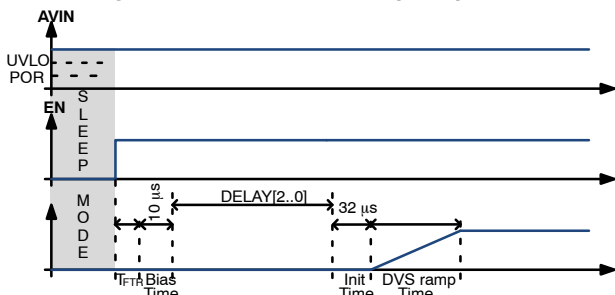 AVIN
UVLO
POR
EN
SLEEP
MODE
10 µs
DELAY[2..0]
32 µs
TFTR
Bias
Time
Init
Time
DVS ramp
Time